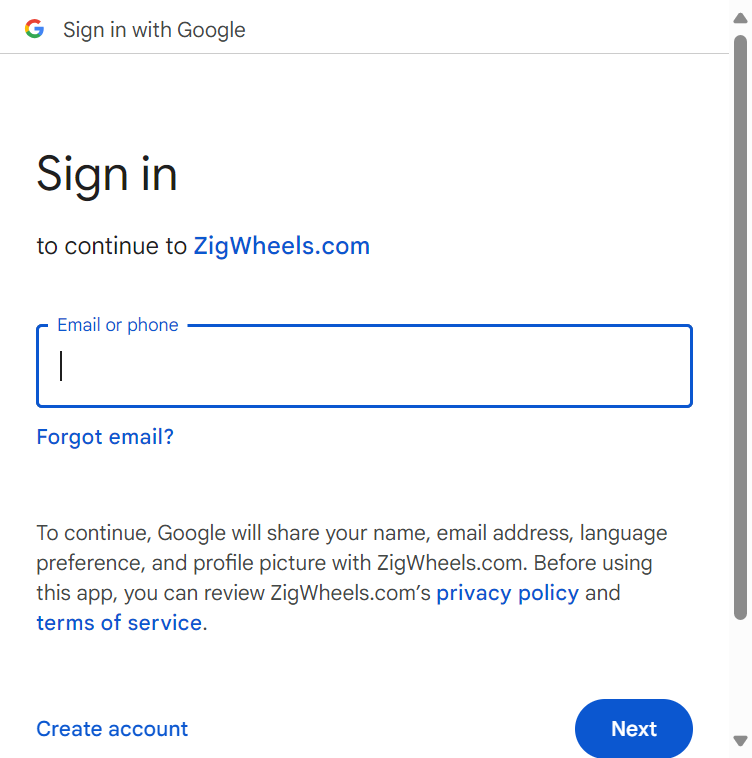 Sign in with Google
Sign in
to continue to ZigWheels.com
Email or phone
Forgot email?
To continue, Google will share your name, email address, language
preference, and profile picture with ZigWheels.com. Before using
this app, you can review ZigWheels.com’s privacy policy and
terms of service.
Create account
Next